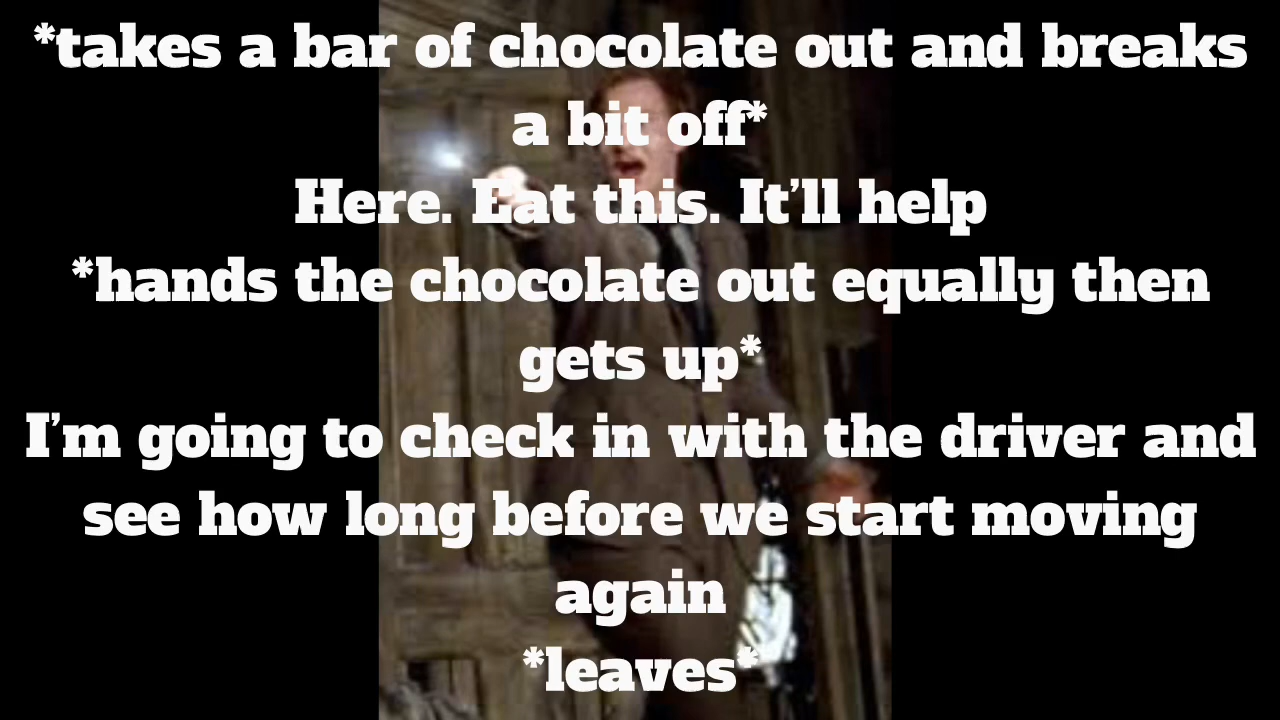 *takes a bar of chocolate out and breaks
a bit off*
Here. Eat this. It’ll help
*hands the chocolate out equally then
gets up*
I’m going to check in with the driver and
see how long before we start moving
again
*leaves*